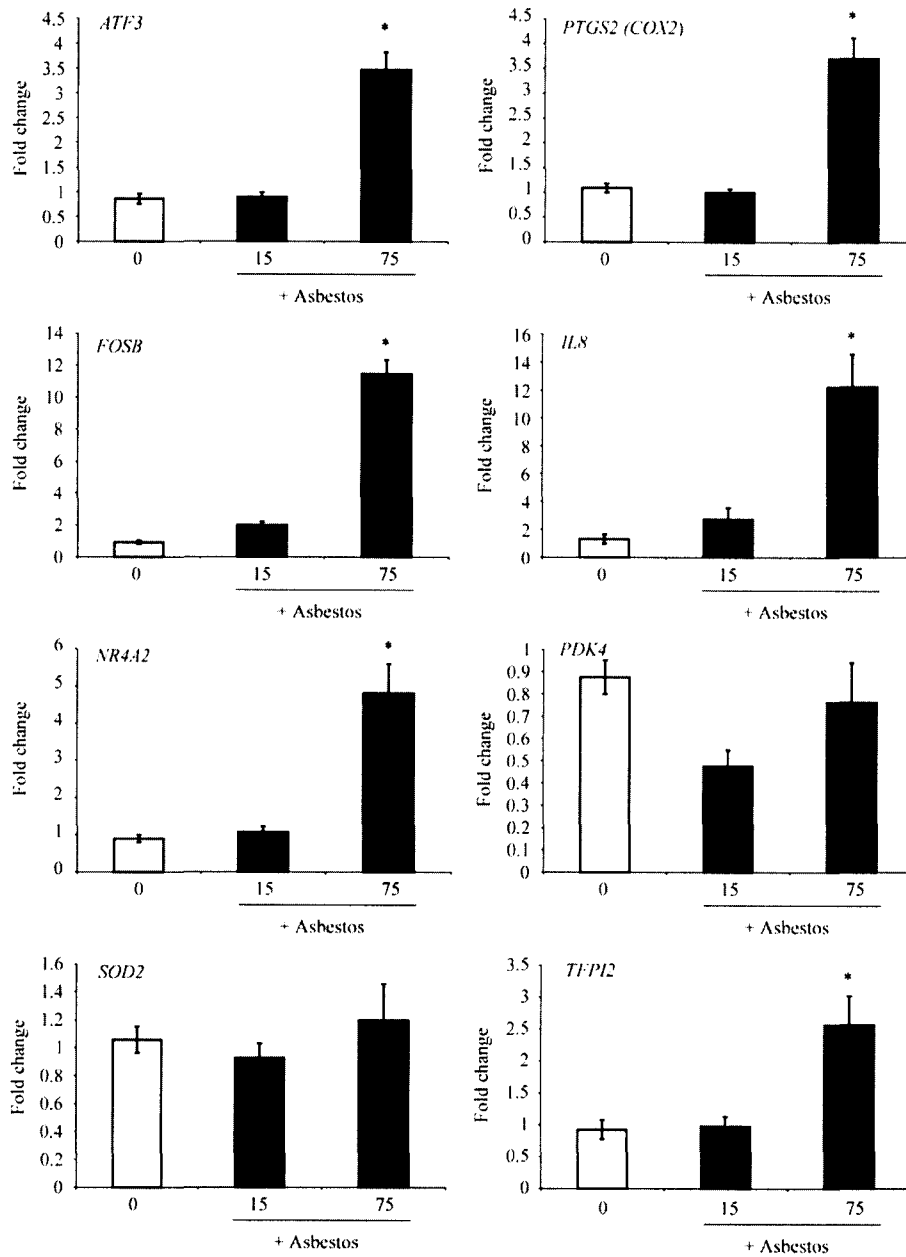 ATF3
*
4.5
4
3.5
3
2.5
2
1.5
1
0.5
0
Fold change
0 15 75
+ Asbestos
PTGS2 (COX2)
*
4.5
4
3.5
3
2.5
2
1.5
1
0.5
0
Fold change
0 15 75
+ Asbestos
FOSB
*
14
12
10
8
6
4
2
0
Fold change
0 15 75
+ Asbestos
IL8
*
16
14
12
10
8
6
4
2
0
Fold change
0 15 75
+ Asbestos
NR4A2
*
6
5
4
3
2
1
0
Fold change
0 15 75
+ Asbestos
PDK4
1
0.9
0.8
0.7
0.6
0.5
0.4
0.3
0.2
0.1
0
Fold change
0 15 75
+ Asbestos
SOD2
1.6
1.4
1.2
1
0.8
0.6
0.4
0.2
0
Fold change
0 15 75
+ Asbestos
TFPI2
*
3.5
3
2.5
2
1.5
1
0.5
0
Fold change
0 15 75
+ Asbestos